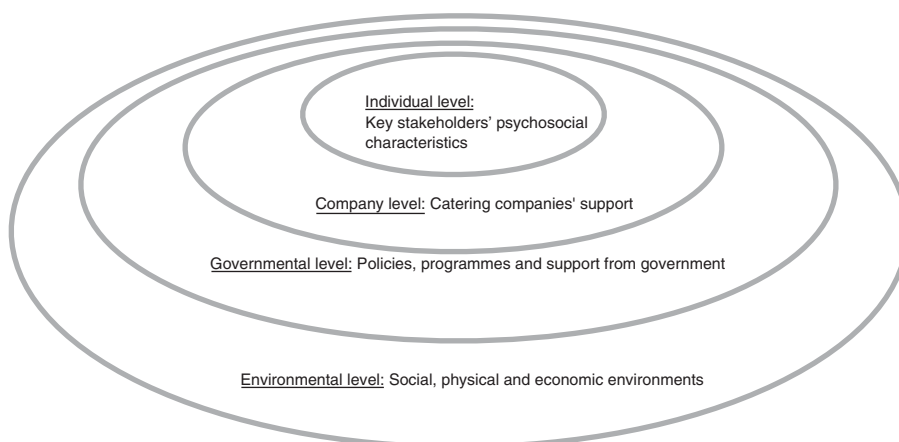 Individual level:
Key stakeholders' psychosocial
characteristics
Company level: Catering companies' support
Governmental level: Policies, programmes and support from government
Environmental level: Social, physical and economic environments